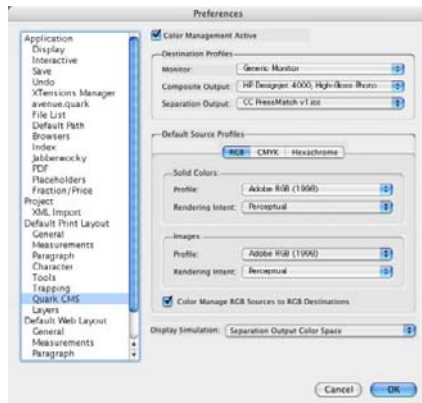 Preferences
Application
Display
Interactive
Save
Undo
XTensions Manager
avenue.quark
File List
Default Path
Browsers
Index
Jabberwocky
PDF
Placeholders
Fraction/Price
Project
XML Import
Default Print Layout
General
Measurements
Paragraph
Character
Tools
Trapping
Quark CMS
Layers
Default Web Layout
General
Measurements
Paragraph
Color Management Active
Destination Profiles
Monitor: Generic Monitor
Composite Output: HP Designjet 4000, High-Gloss Photo
Separation Output: CC PressMatch v1.icc
Default Source Profiles
RGB CMYK Hexachrome
Solid Colors
Profile: Adobe RGB (1998)
Rendering Intent: Perceptual
Images
Profile: Adobe RGB (1998)
Rendering Intent: Perceptual
Color Manage RGB Sources to RGB Destinations
Display Simulation: Separation Output Color Space
Cancel OK